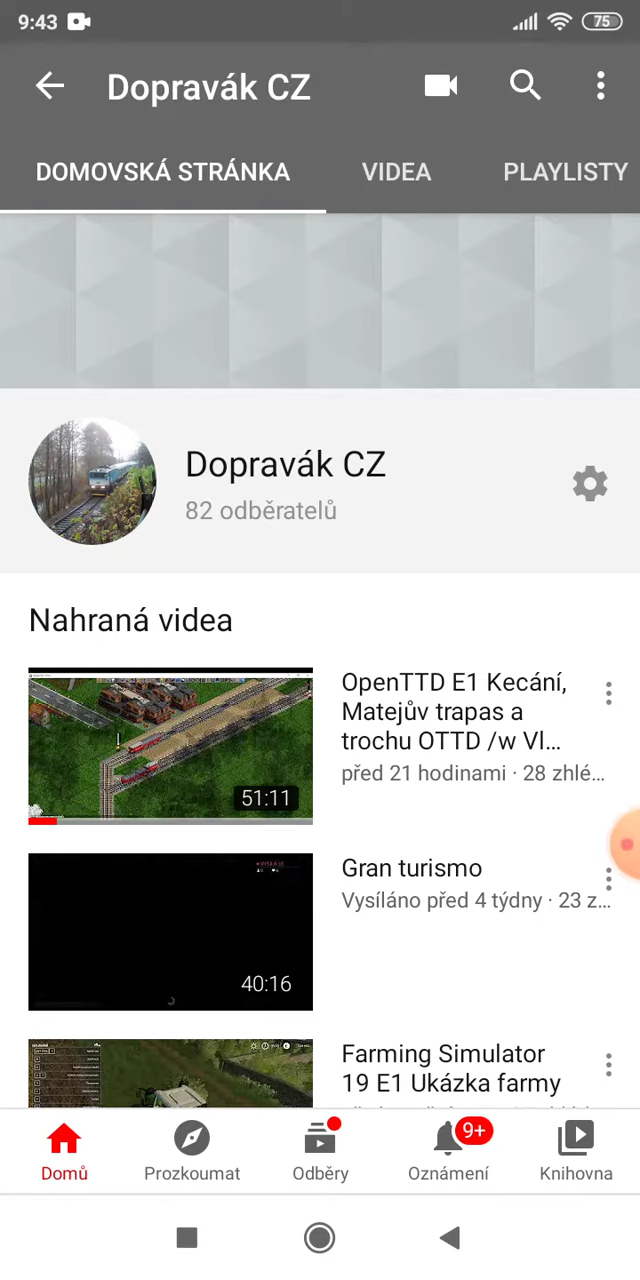 9:43
75
Dopravák CZ
DOMOVSKÁ STRÁNKA
VIDEA
PLAYLISTY
Dopravák CZ
82 odběratelů
Nahraná videa
OpenTTD E1 Kecání,
Matejův trapas a
trochu OTTD /w Vl...
před 21 hodinami · 28 zhlé...
51:11
Gran turismo
Vysíláno před 4 týdny · 23 z...
40:16
Farming Simulator
19 E1 Ukázka farmy
Domů
Prozkoumat
Odběry
9+
Oznámení
Knihovna